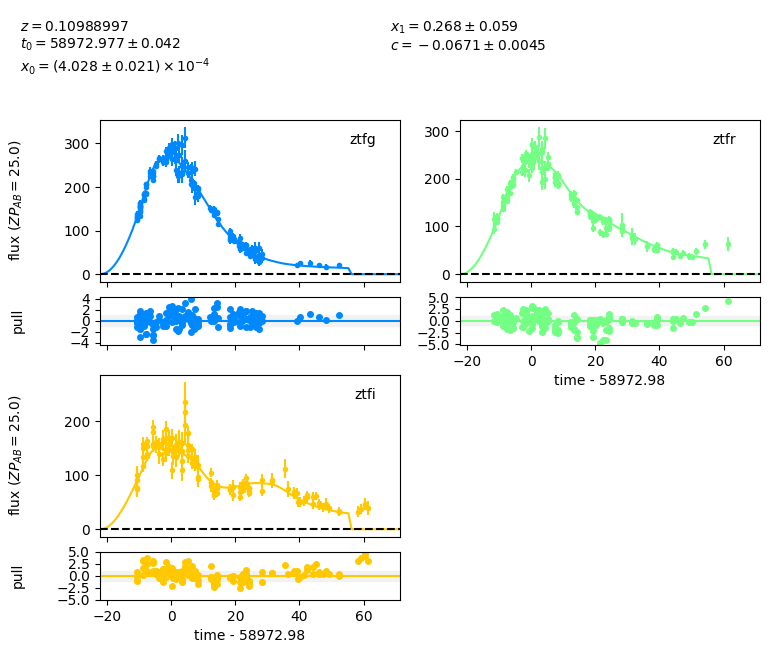 z = 0.10988997
t₀ = 58972.977 ± 0.042
x₀ = (4.028 ± 0.021) × 10⁻⁴
x₁ = 0.268 ± 0.059
c = −0.0671 ± 0.0045
flux (ZP_AB = 25.0)
300
200
100
0
ztfg
300
200
100
0
ztfr
pull
4
2
0
−2
−4
5.0
2.5
0.0
−2.5
−5.0
−20
0
20
40
60
time - 58972.98
flux (ZP_AB = 25.0)
200
100
0
ztfi
pull
5.0
2.5
0.0
−2.5
−5.0
−20
0
20
40
60
time - 58972.98